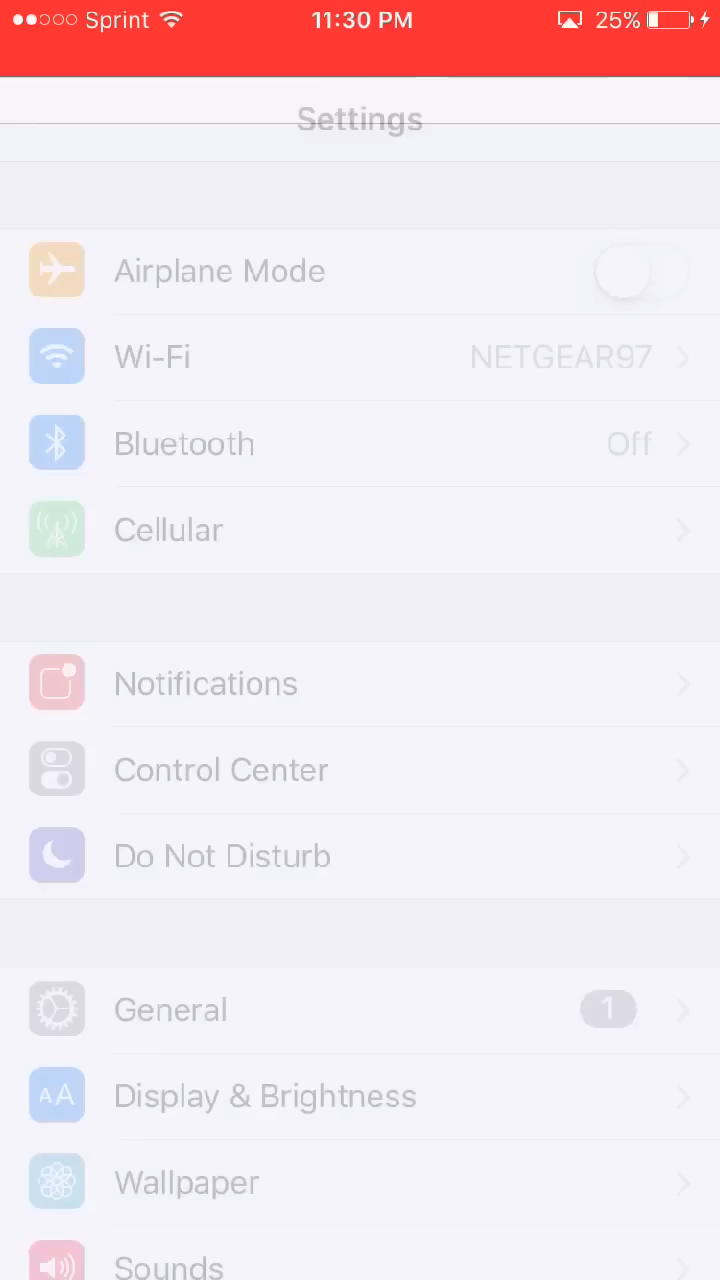 Sprint 11:30 PM 25%
Settings
Airplane Mode
Wi-Fi NETGEAR97
Bluetooth Off
Cellular
Notifications
Control Center
Do Not Disturb
General 1
AA Display & Brightness
Wallpaper
Sounds